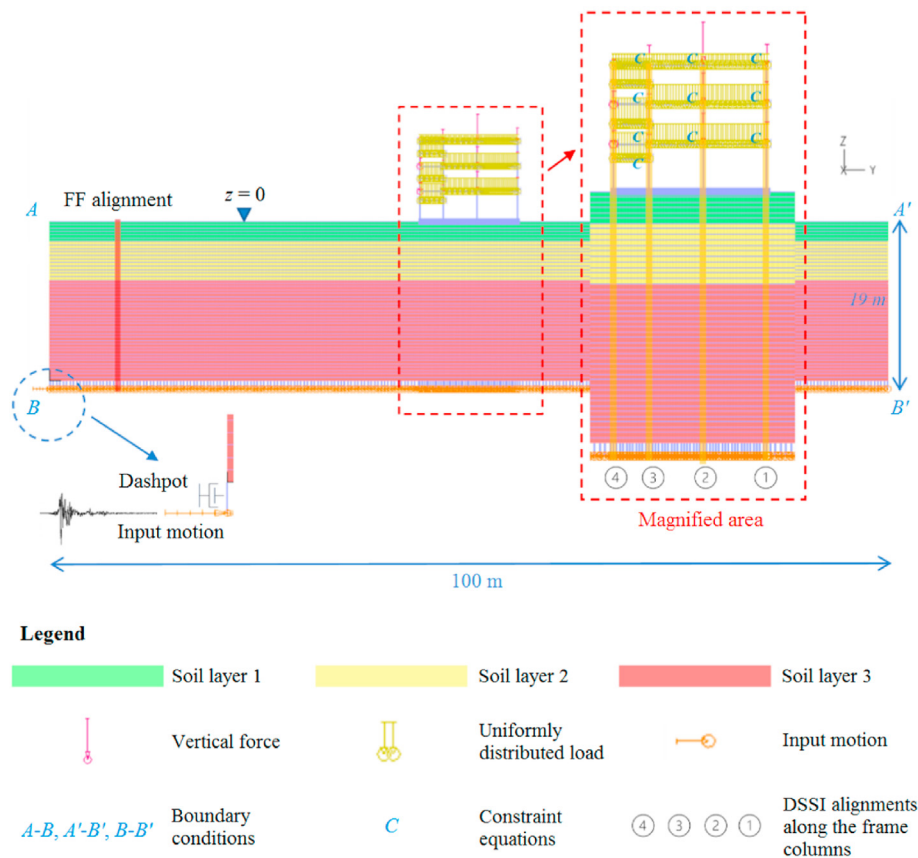 C C C C
C C C
C C C
C
Z
X Y
FF alignment
z = 0
A
A'
19 m
B
B'
Dashpot
Input motion
4 3 2 1
Magnified area
100 m
Legend
Soil layer 1
Soil layer 2
Soil layer 3
Vertical force
Uniformly
distributed load
Input motion
A-B, A'-B', B-B'
Boundary
conditions
C
Constraint
equations
4 3 2 1
DSSI alignments
along the frame
columns